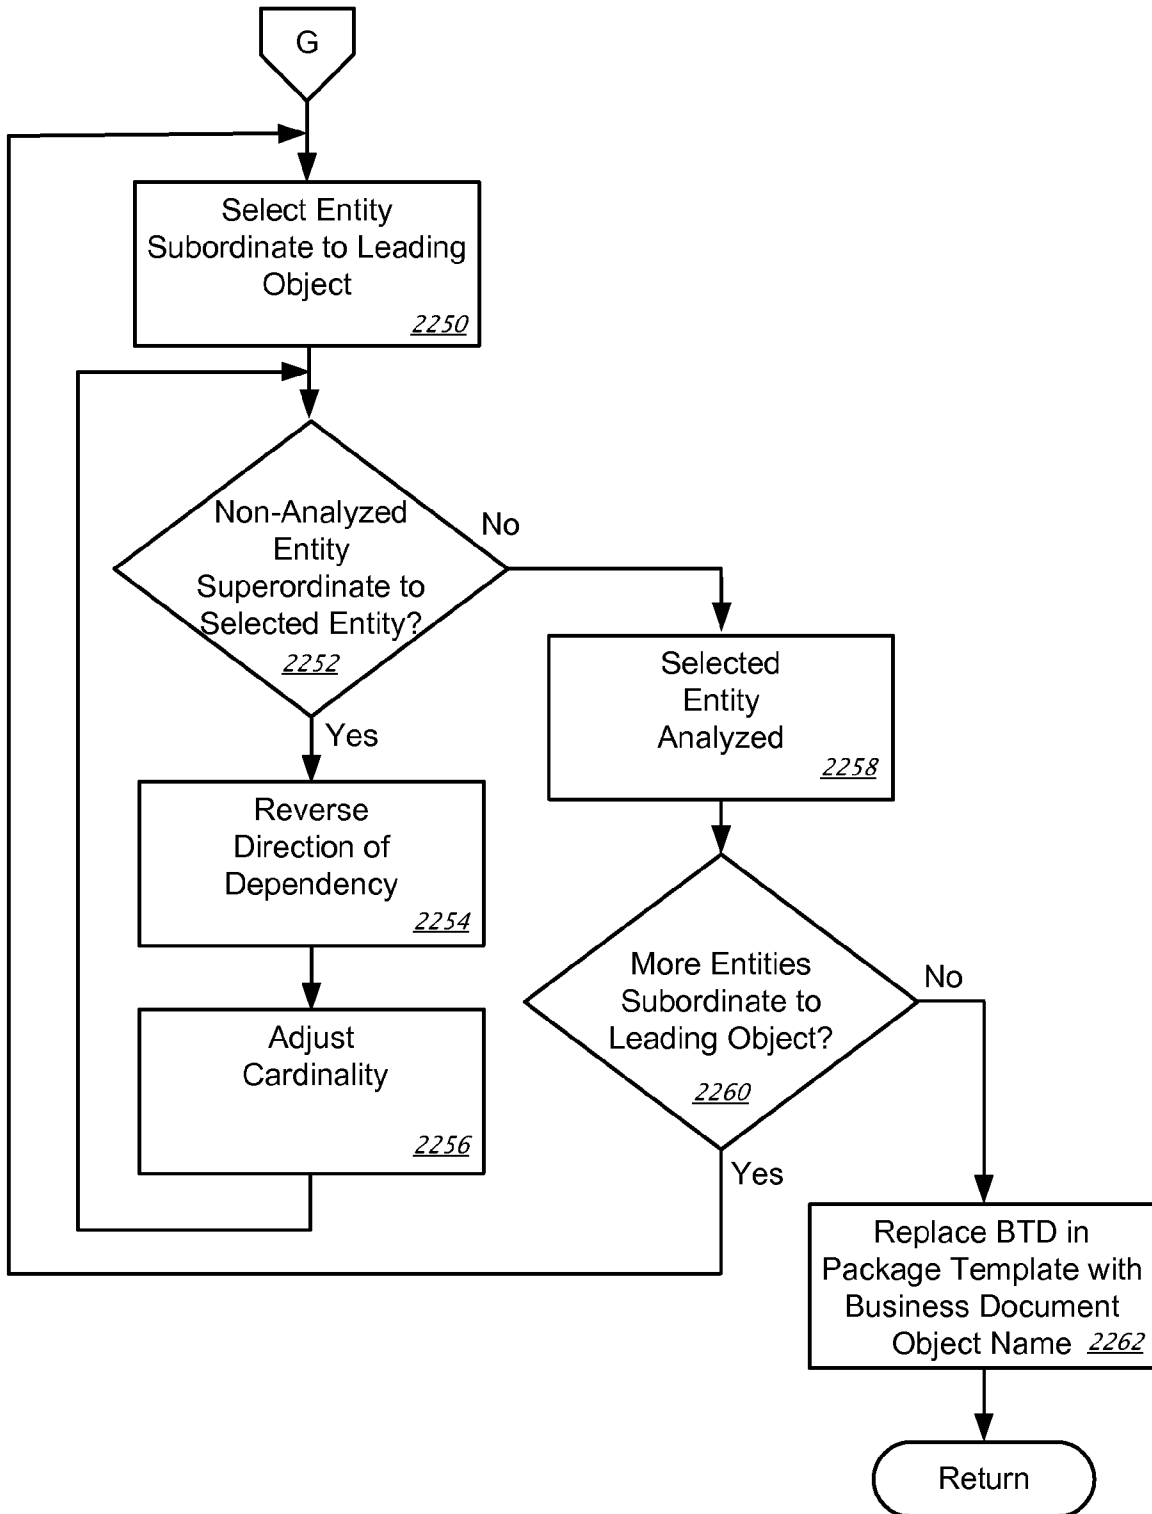 G
Select Entity
Subordinate to Leading
Object
2250
Non-Analyzed
Entity
Superordinate to
Selected Entity?
2252
No
Yes
Selected
Entity
Analyzed
2258
Reverse
Direction of
Dependency
2254
More Entities
Subordinate to
Leading Object?
2260
No
Yes
Adjust
Cardinality
2256
Replace BTD in
Package Template with
Business Document
Object Name 2262
Return